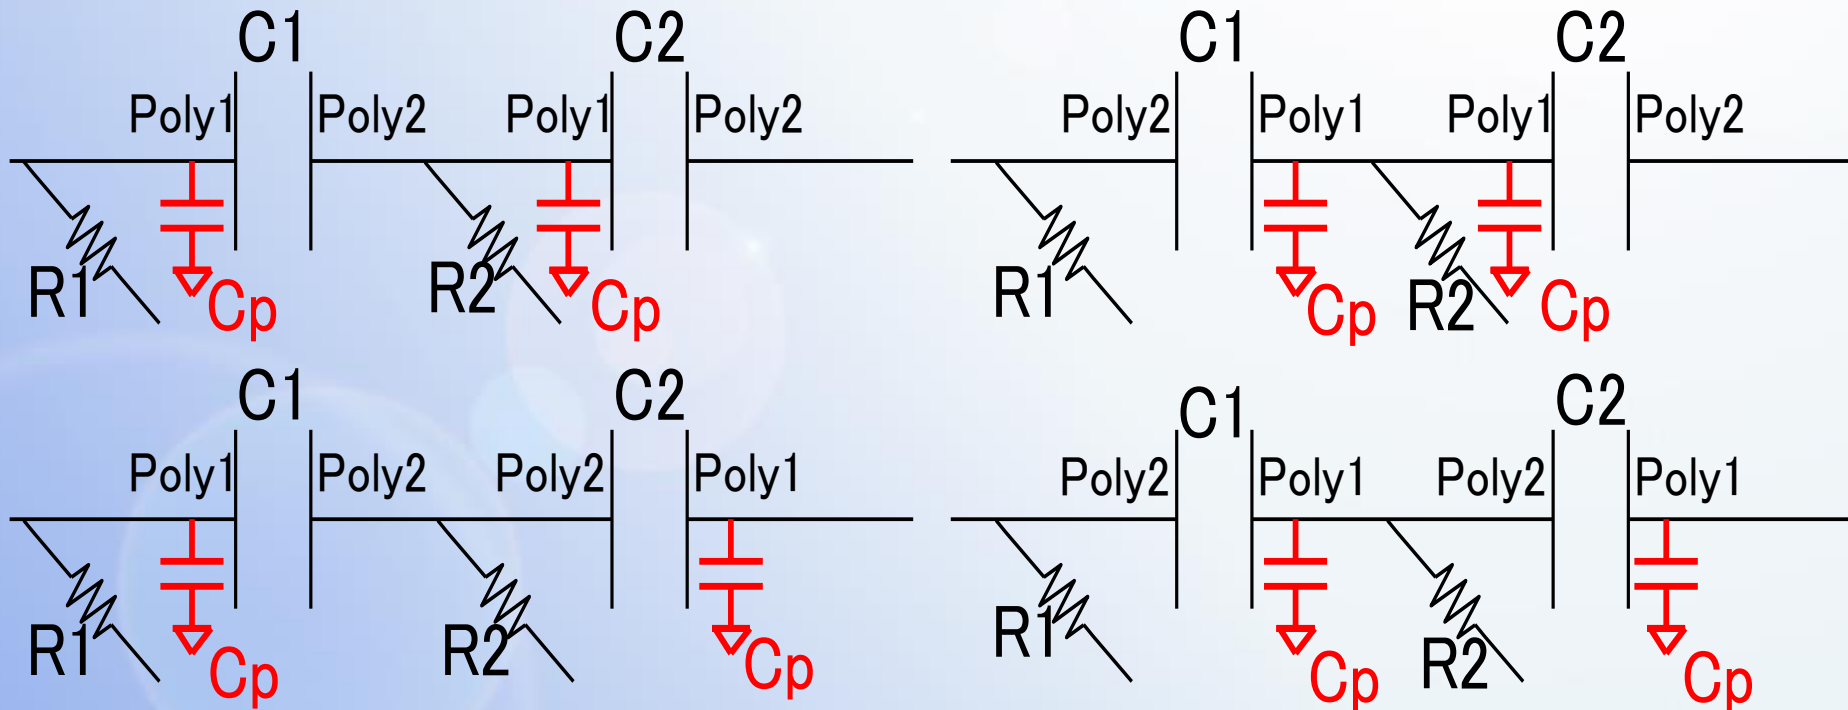 C1 C2
Poly1 Poly2 Poly1 Poly2
R1 Cp R2 Cp
C1 C2
Poly2 Poly1 Poly1 Poly2
R1 Cp R2 Cp
C1 C2
Poly1 Poly2 Poly2 Poly1
R1 Cp R2 Cp
C1 C2
Poly2 Poly1 Poly2 Poly1
R1 Cp R2 Cp